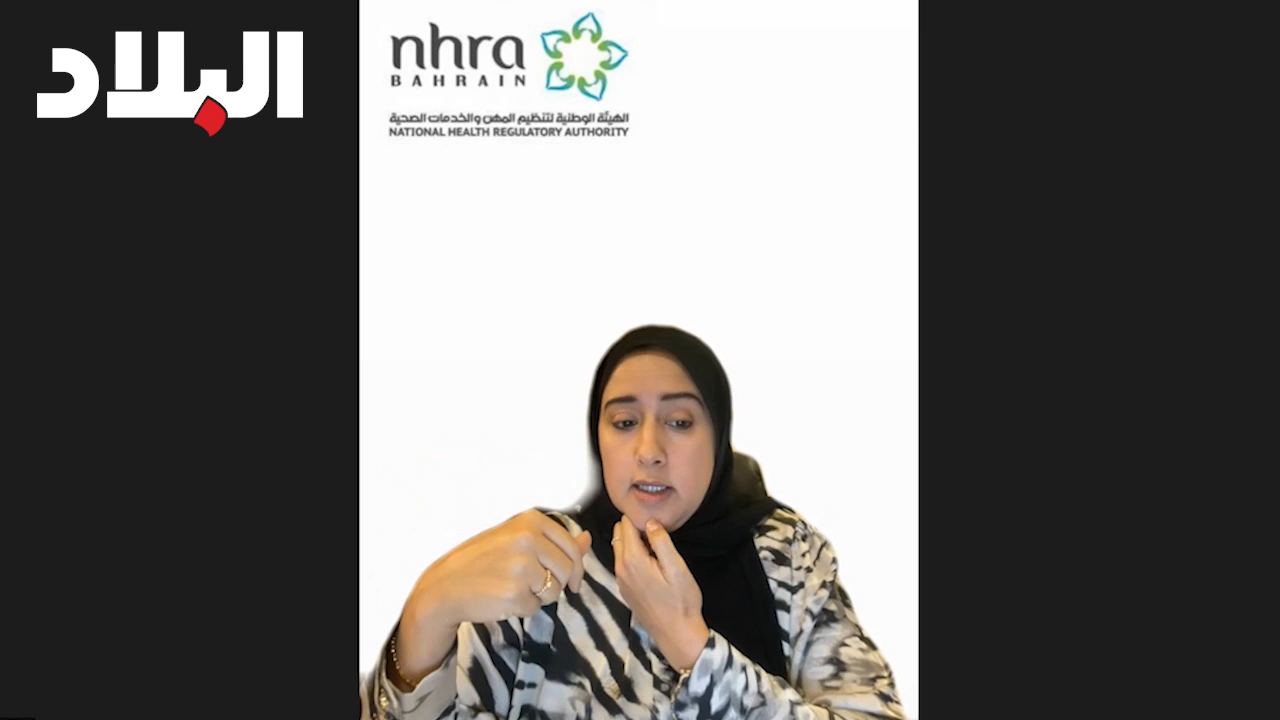 البلاد
nhra
BAHRAIN
الهيئة الوطنية لتنظيم المهن والخدمات الصحية
NATIONAL HEALTH REGULATORY AUTHORITY